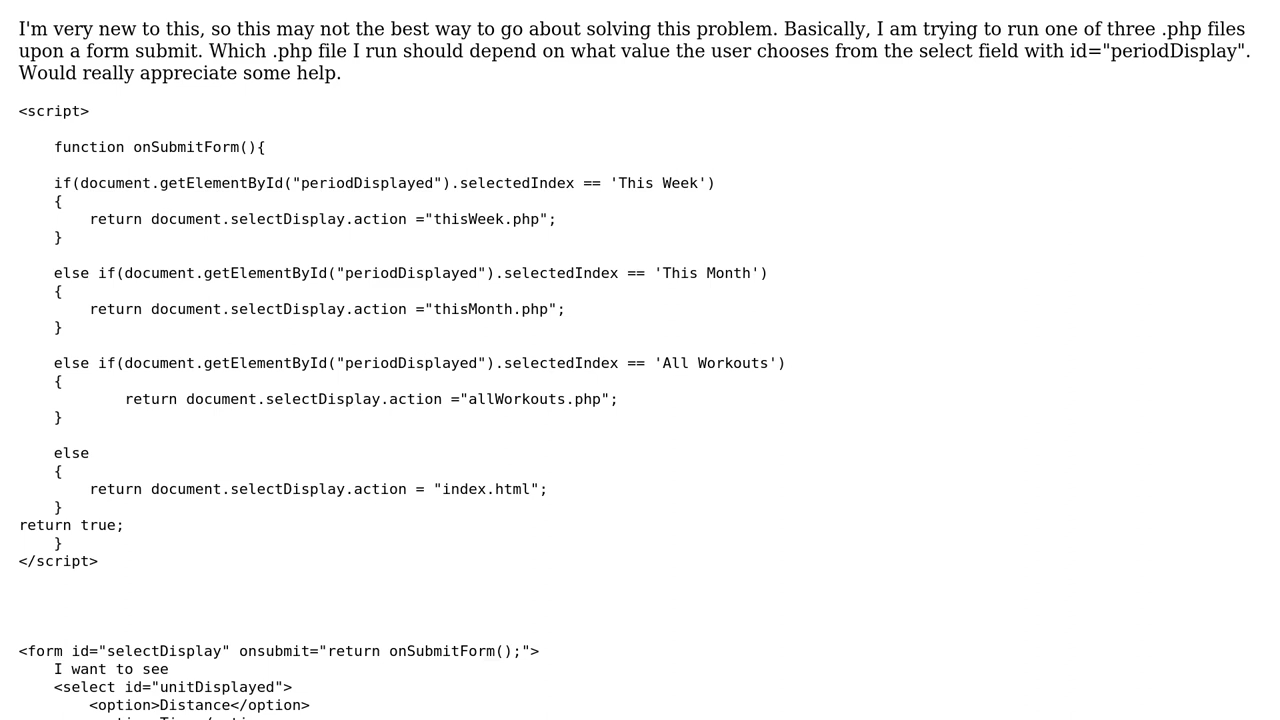 I'm very new to this, so this may not the best way to go about solving this problem. Basically, I am trying to run one of three .php files
upon a form submit. Which .php file I run should depend on what value the user chooses from the select field with id="periodDisplay".
Would really appreciate some help.
<script>
function onSubmitForm(){
if(document.getElementById("periodDisplayed").selectedIndex == 'This Week')
{
return document.selectDisplay.action ="thisWeek.php";
}
else if(document.getElementById("periodDisplayed").selectedIndex == 'This Month')
{
return document.selectDisplay.action ="thisMonth.php";
}
else if(document.getElementById("periodDisplayed").selectedIndex == 'All Workouts')
{
return document.selectDisplay.action ="allWorkouts.php";
}
else
{
return document.selectDisplay.action = "index.html";
}
return true;
}
</script>
<form id="selectDisplay" onsubmit="return onSubmitForm();">
I want to see
<select id="unitDisplayed">
<option>Distance</option>